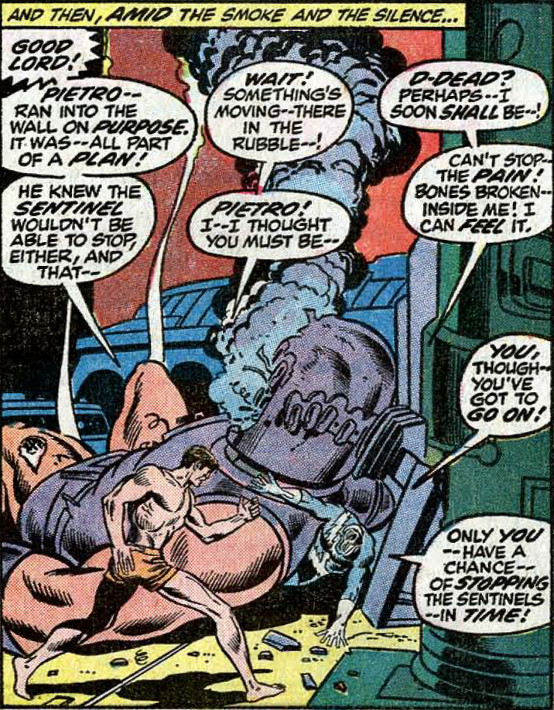 AND THEN, AMID THE SMOKE AND THE SILENCE...
GOOD
LORD!
PIETRO--
RAN INTO THE
WALL ON PURPOSE.
IT WAS--ALL PART
OF A PLAN!
HE KNEW THE
SENTINEL
WOULDN'T BE
ABLE TO STOP,
EITHER, AND
THAT--
WAIT!
SOMETHING'S
MOVING--THERE
IN THE
RUBBLE--!
PIETRO!
I--I THOUGHT
YOU MUST BE--
D-DEAD?
PERHAPS--I
SOON SHALL BE--!
CAN'T STOP--
THE PAIN!
BONES BROKEN--
INSIDE ME! I
CAN FEEL IT.
YOU,
THOUGH--
YOU'VE
GOT TO
GO ON!
ONLY YOU
--HAVE A
CHANCE--
OF STOPPING
THE SENTINELS
--IN TIME!